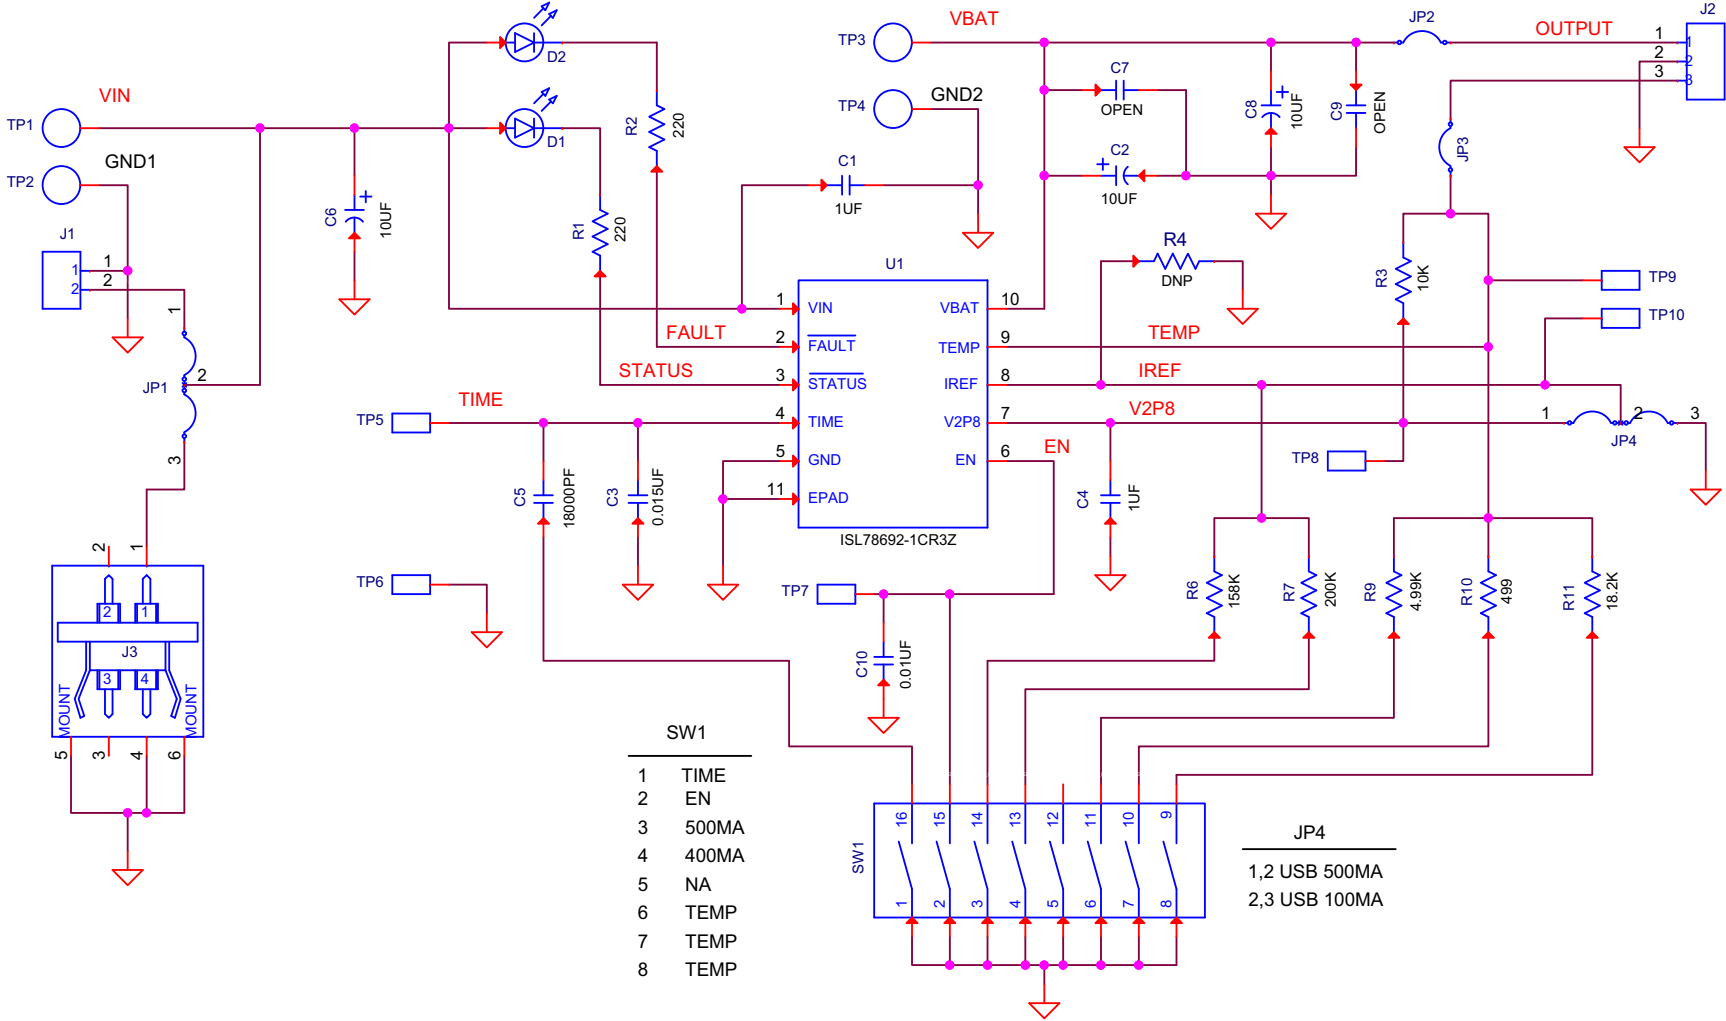 VBAT
JP2
J2
OUTPUT
1
1
2
2
3
3
TP3
D2
C7
OPEN
C8
10UF
C9
OPEN
VIN
TP1
GND1
TP2
TP4
GND2
R2
220
D1
JP3
C1
1UF
C2
10UF
C6
10UF
R1
220
J1
1
1
2
2
R4
DNP
R3
10K
TP9
TP10
U1
1
VIN
VBAT
10
FAULT
2
FAULT
TEMP
9
TEMP
STATUS
3
STATUS
IREF
8
IREF
TIME
TP5
4
TIME
V2P8
7
V2P8
5
GND
EN
6
EN
11
EPAD
ISL78692-1CR3Z
1
JP1
2
3
1
2
3
JP4
TP8
C5
18000PF
C3
0.015UF
C4
1UF
TP6
TP7
C10
0.01UF
R6
158K
R7
200K
R9
4.99K
R10
499
R11
18.2K
2
1
2
1
J3
3
4
MOUNT
MOUNT
5
3
4
6
SW1
1 TIME
2 EN
3 500MA
4 400MA
5 NA
6 TEMP
7 TEMP
8 TEMP
SW1
16
15
14
13
12
11
10
9
1
2
3
4
5
6
7
8
JP4
1,2 USB 500MA
2,3 USB 100MA